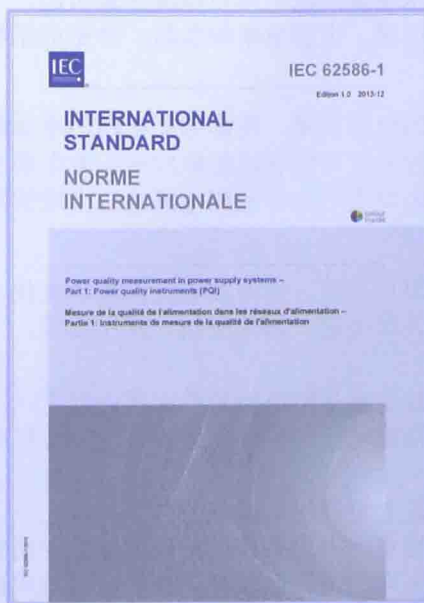 IEC
IEC 62586-1
Edition 1.0 2013-12
INTERNATIONAL
STANDARD
NORME
INTERNATIONALE
colour
inside
Power quality measurement in power supply systems –
Part 1: Power quality instruments (PQI)
Mesure de la qualité de l'alimentation dans les réseaux d'alimentation –
Partie 1: Instruments de mesure de la qualité de l'alimentation